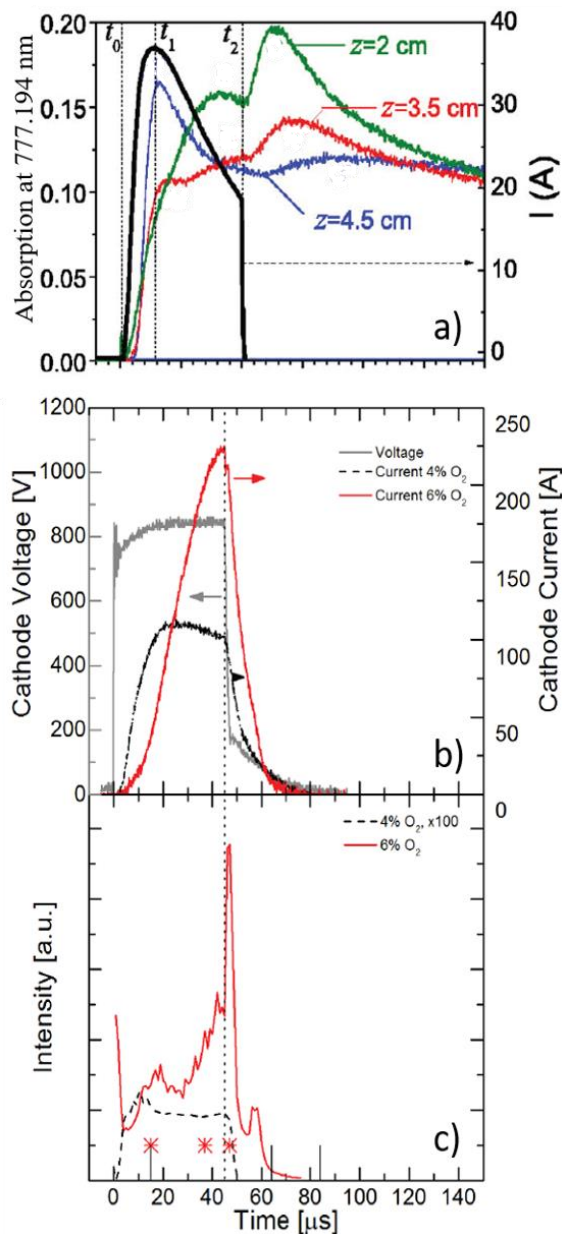 0.20
0.15
0.10
0.05
0.00
Absorption at 777.194 nm
t0
t1
t2
z=2 cm
z=3.5 cm
z=4.5 cm
40
30
20
10
0
I (A)
a)
1200
1000
800
600
400
200
0
Cathode Voltage [V]
Voltage
Current 4% O2
Current 6% O2
250
200
150
100
50
0
Cathode Current [A]
b)
4% O2, x100
6% O2
Intensity [a.u.]
c)
0 20 40 60 80 100 120 140
Time [µs]